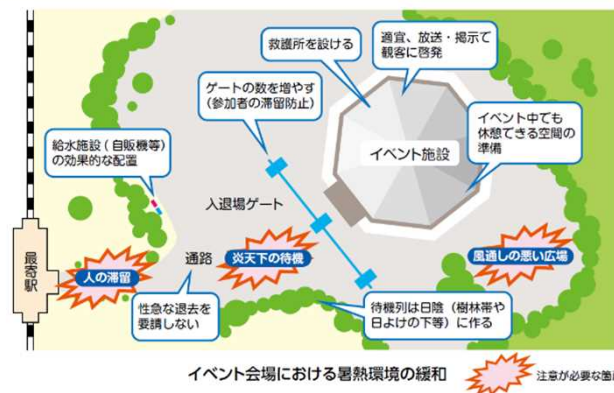 救護所を設ける
適宜、放送・掲示で
観客に啓発
ゲートの数を増やす
(参加者の滞留防止)
イベント中でも
休憩できる空間の
準備
給水施設(自販機等)
の効果的な配置
イベント施設
入退場ゲート
最寄駅
人の滞留
通路
炎天下の待機
風通しの悪い広場
性急な退去を
要請しない
待機列は日陰(樹林帯や
日よけの下等)に作る
イベント会場における暑熱環境の緩和
注意が必要な箇